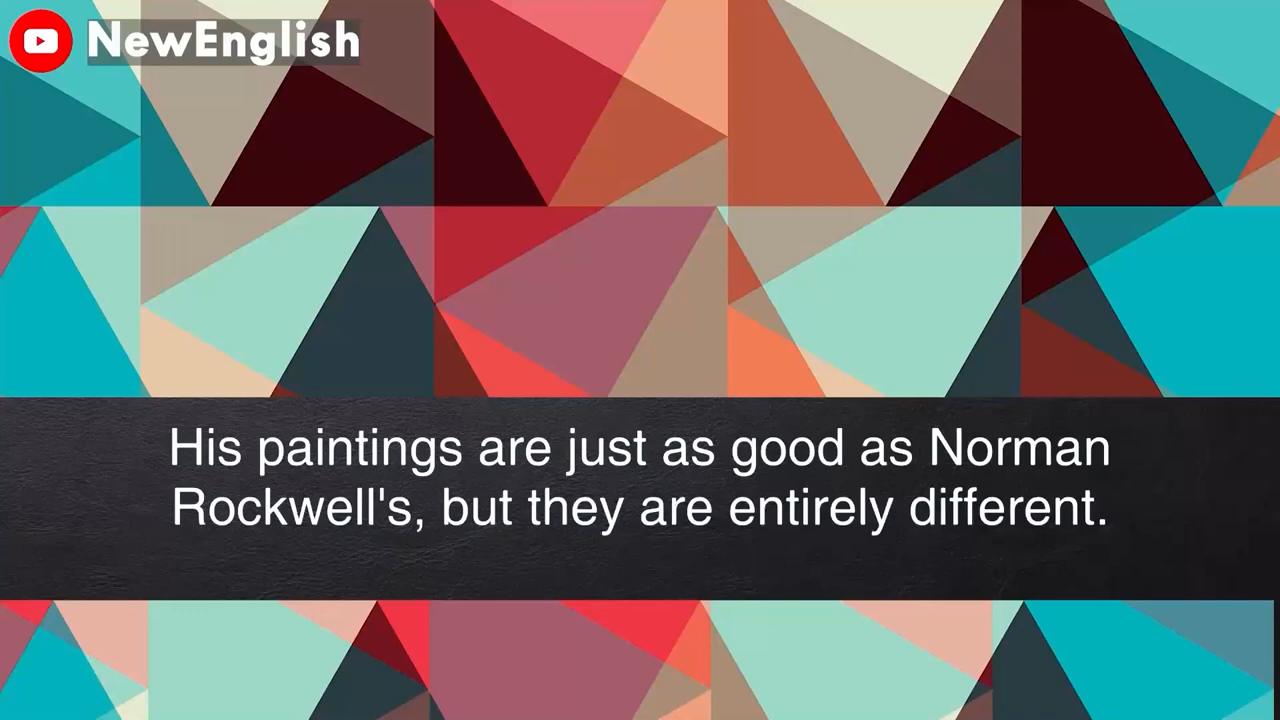 NewEnglish
His paintings are just as good as Norman
Rockwell's, but they are entirely different.